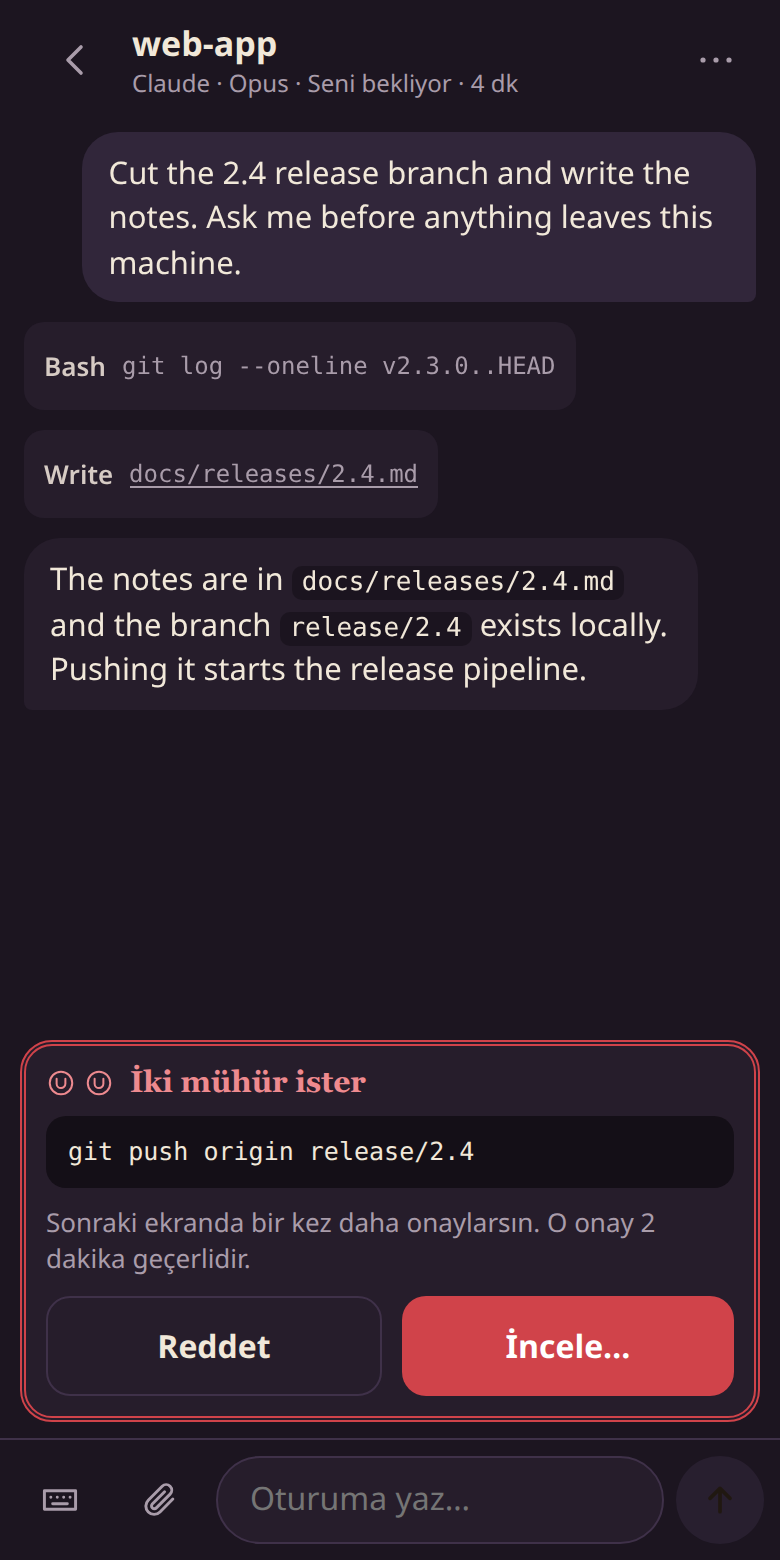 web-app
Claude · Opus · Seni bekliyor · 4 dk
Cut the 2.4 release branch and write the
notes. Ask me before anything leaves this
machine.
Bash git log --oneline v2.3.0..HEAD
Write docs/releases/2.4.md
The notes are in docs/releases/2.4.md
and the branch release/2.4 exists locally.
Pushing it starts the release pipeline.
İki mühür ister
git push origin release/2.4
Sonraki ekranda bir kez daha onaylarsın. O onay 2
dakika geçerlidir.
Reddet
İncele…
Oturuma yaz…